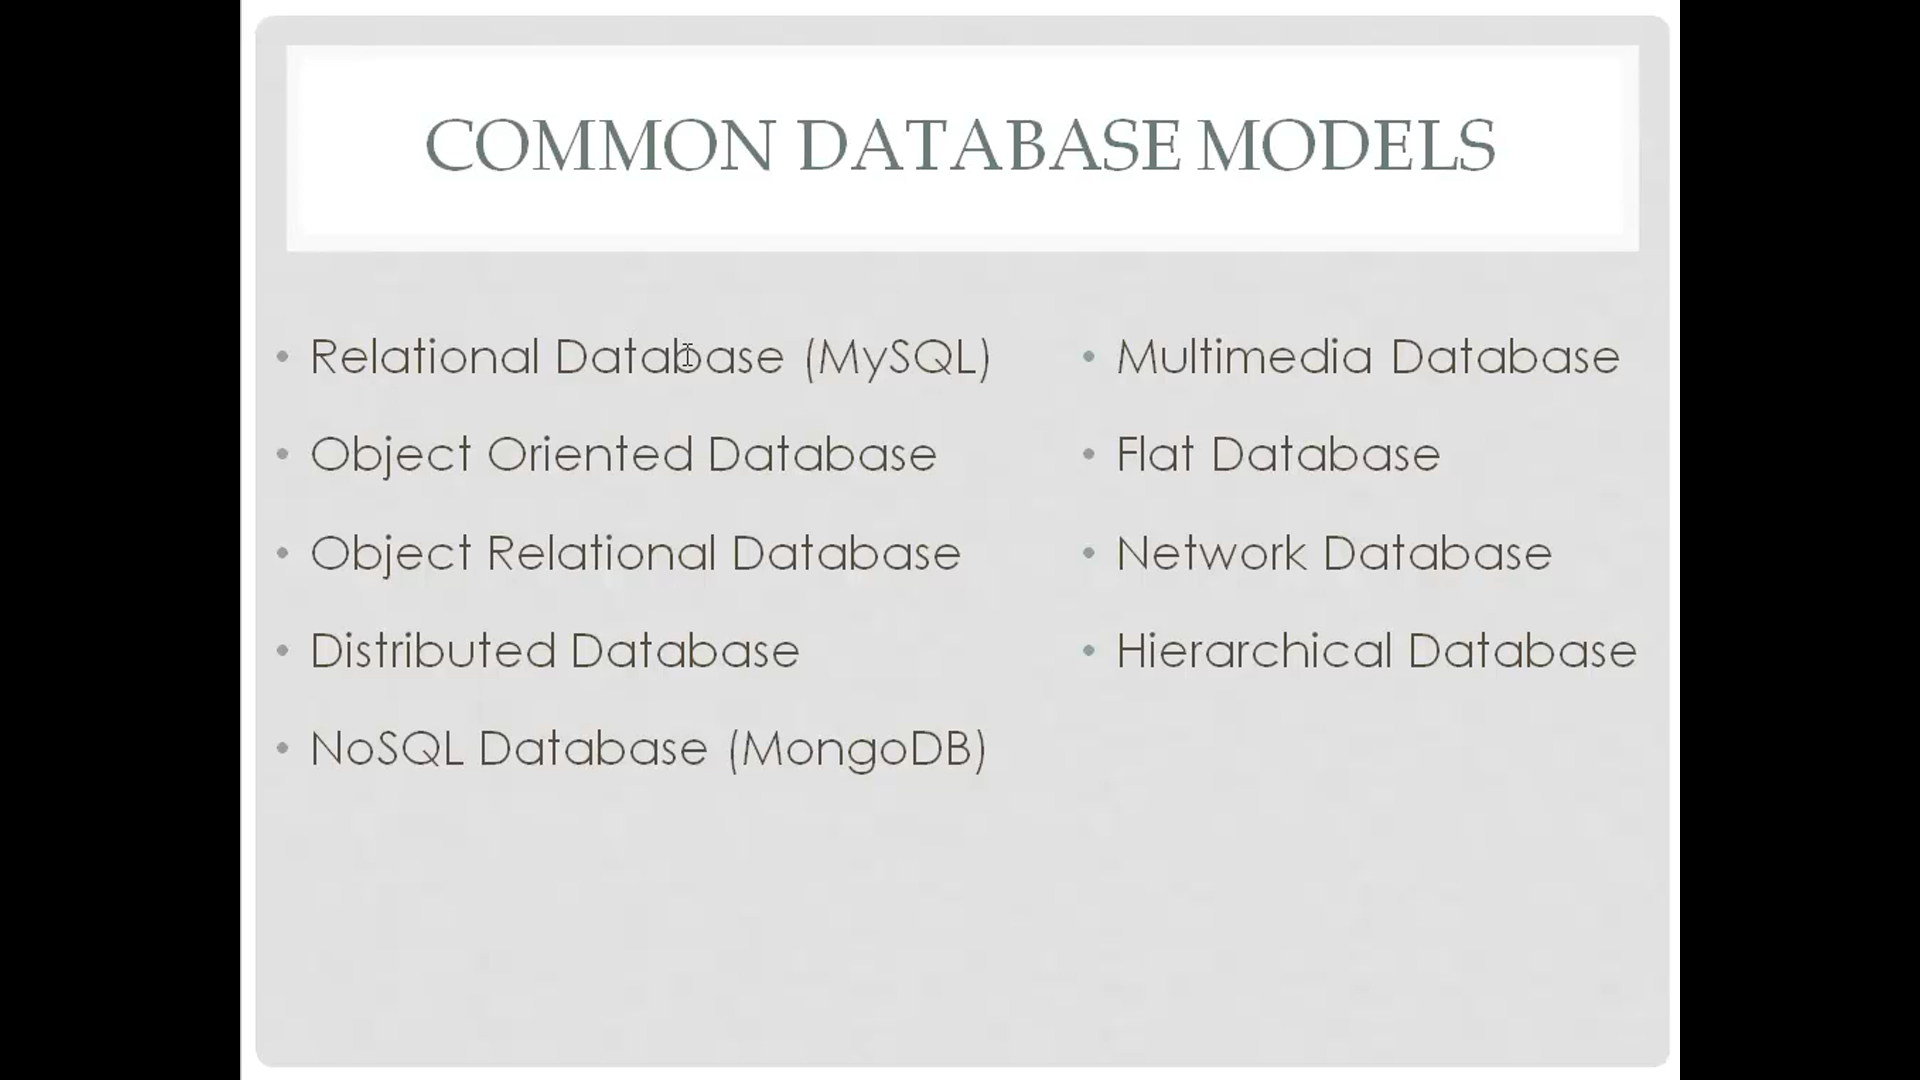 COMMON DATABASE MODELS
• Relational Database (MySQL)
• Object Oriented Database
• Object Relational Database
• Distributed Database
• NoSQL Database (MongoDB)
• Multimedia Database
• Flat Database
• Network Database
• Hierarchical Database